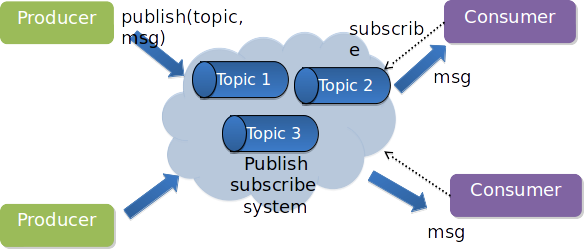 Producer
publish(topic,
msg)
subscrib
e
Consumer
Topic 1
Topic 2
msg
Topic 3
Publish
subscribe
system
Consumer
Producer
msg